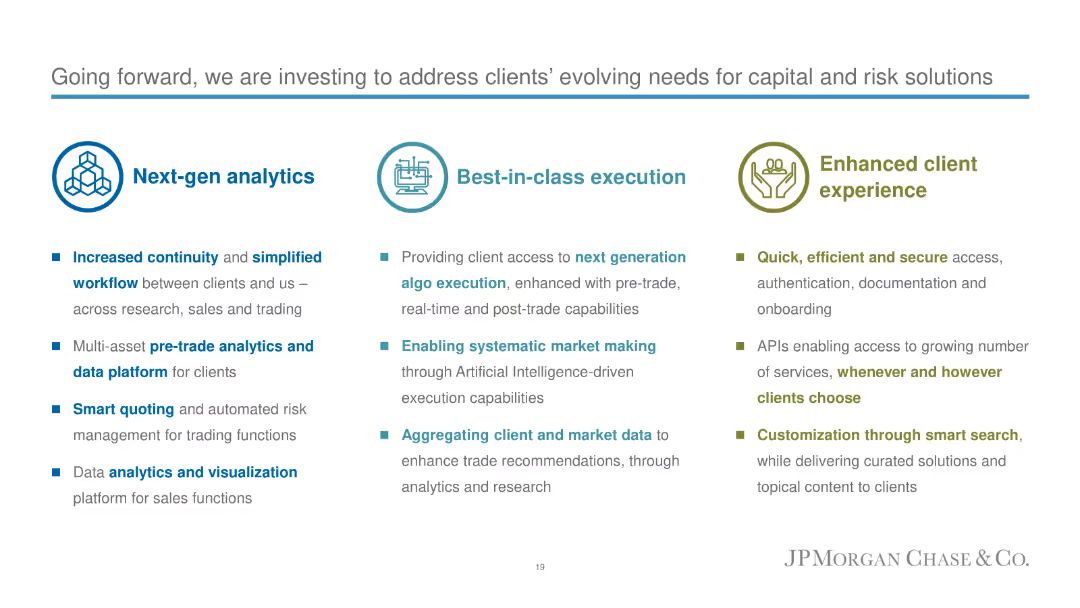 Going forward, we are investing to address clients’ evolving needs for capital and risk solutions
Next-gen analytics
Increased continuity and simplified
workflow between clients and us –
across research, sales and trading
Multi-asset pre-trade analytics and
data platform for clients
Smart quoting and automated risk
management for trading functions
Data analytics and visualization
platform for sales functions
Best-in-class execution
Providing client access to next generation
algo execution, enhanced with pre-trade,
real-time and post-trade capabilities
Enabling systematic market making
through Artificial Intelligence-driven
execution capabilities
Aggregating client and market data to
enhance trade recommendations, through
analytics and research
Enhanced client
experience
Quick, efficient and secure access,
authentication, documentation and
onboarding
APIs enabling access to growing number
of services, whenever and however
clients choose
Customization through smart search,
while delivering curated solutions and
topical content to clients
19
JPMORGAN CHASE & CO.